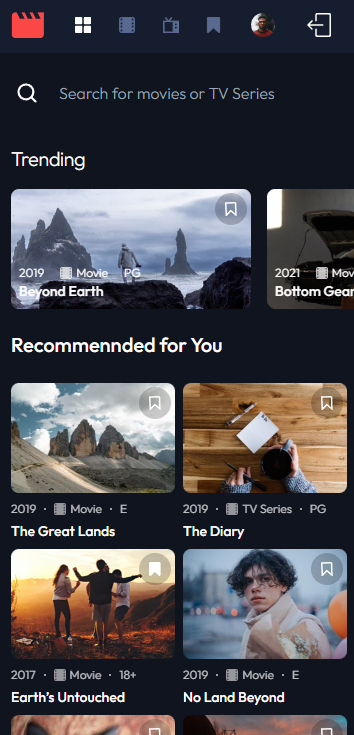 Search for movies or TV Series
Trending
2019 Movie PG
Beyond Earth
2021 Mov
Bottom Gear
Recommennded for You
2019 · Movie · E
The Great Lands
2019 · TV Series · PG
The Diary
2017 · Movie · 18+
Earth's Untouched
2019 · Movie · E
No Land Beyond